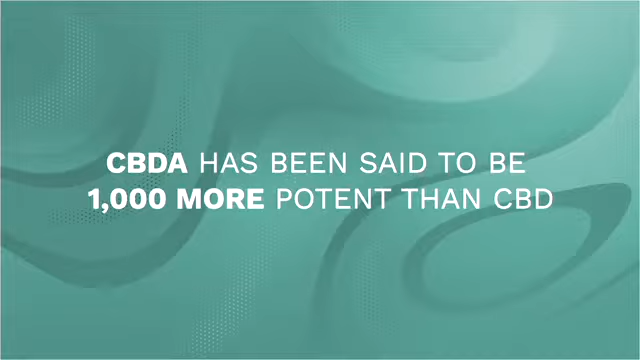 CBDA HAS BEEN SAID TO BE
1,000 MORE POTENT THAN CBD